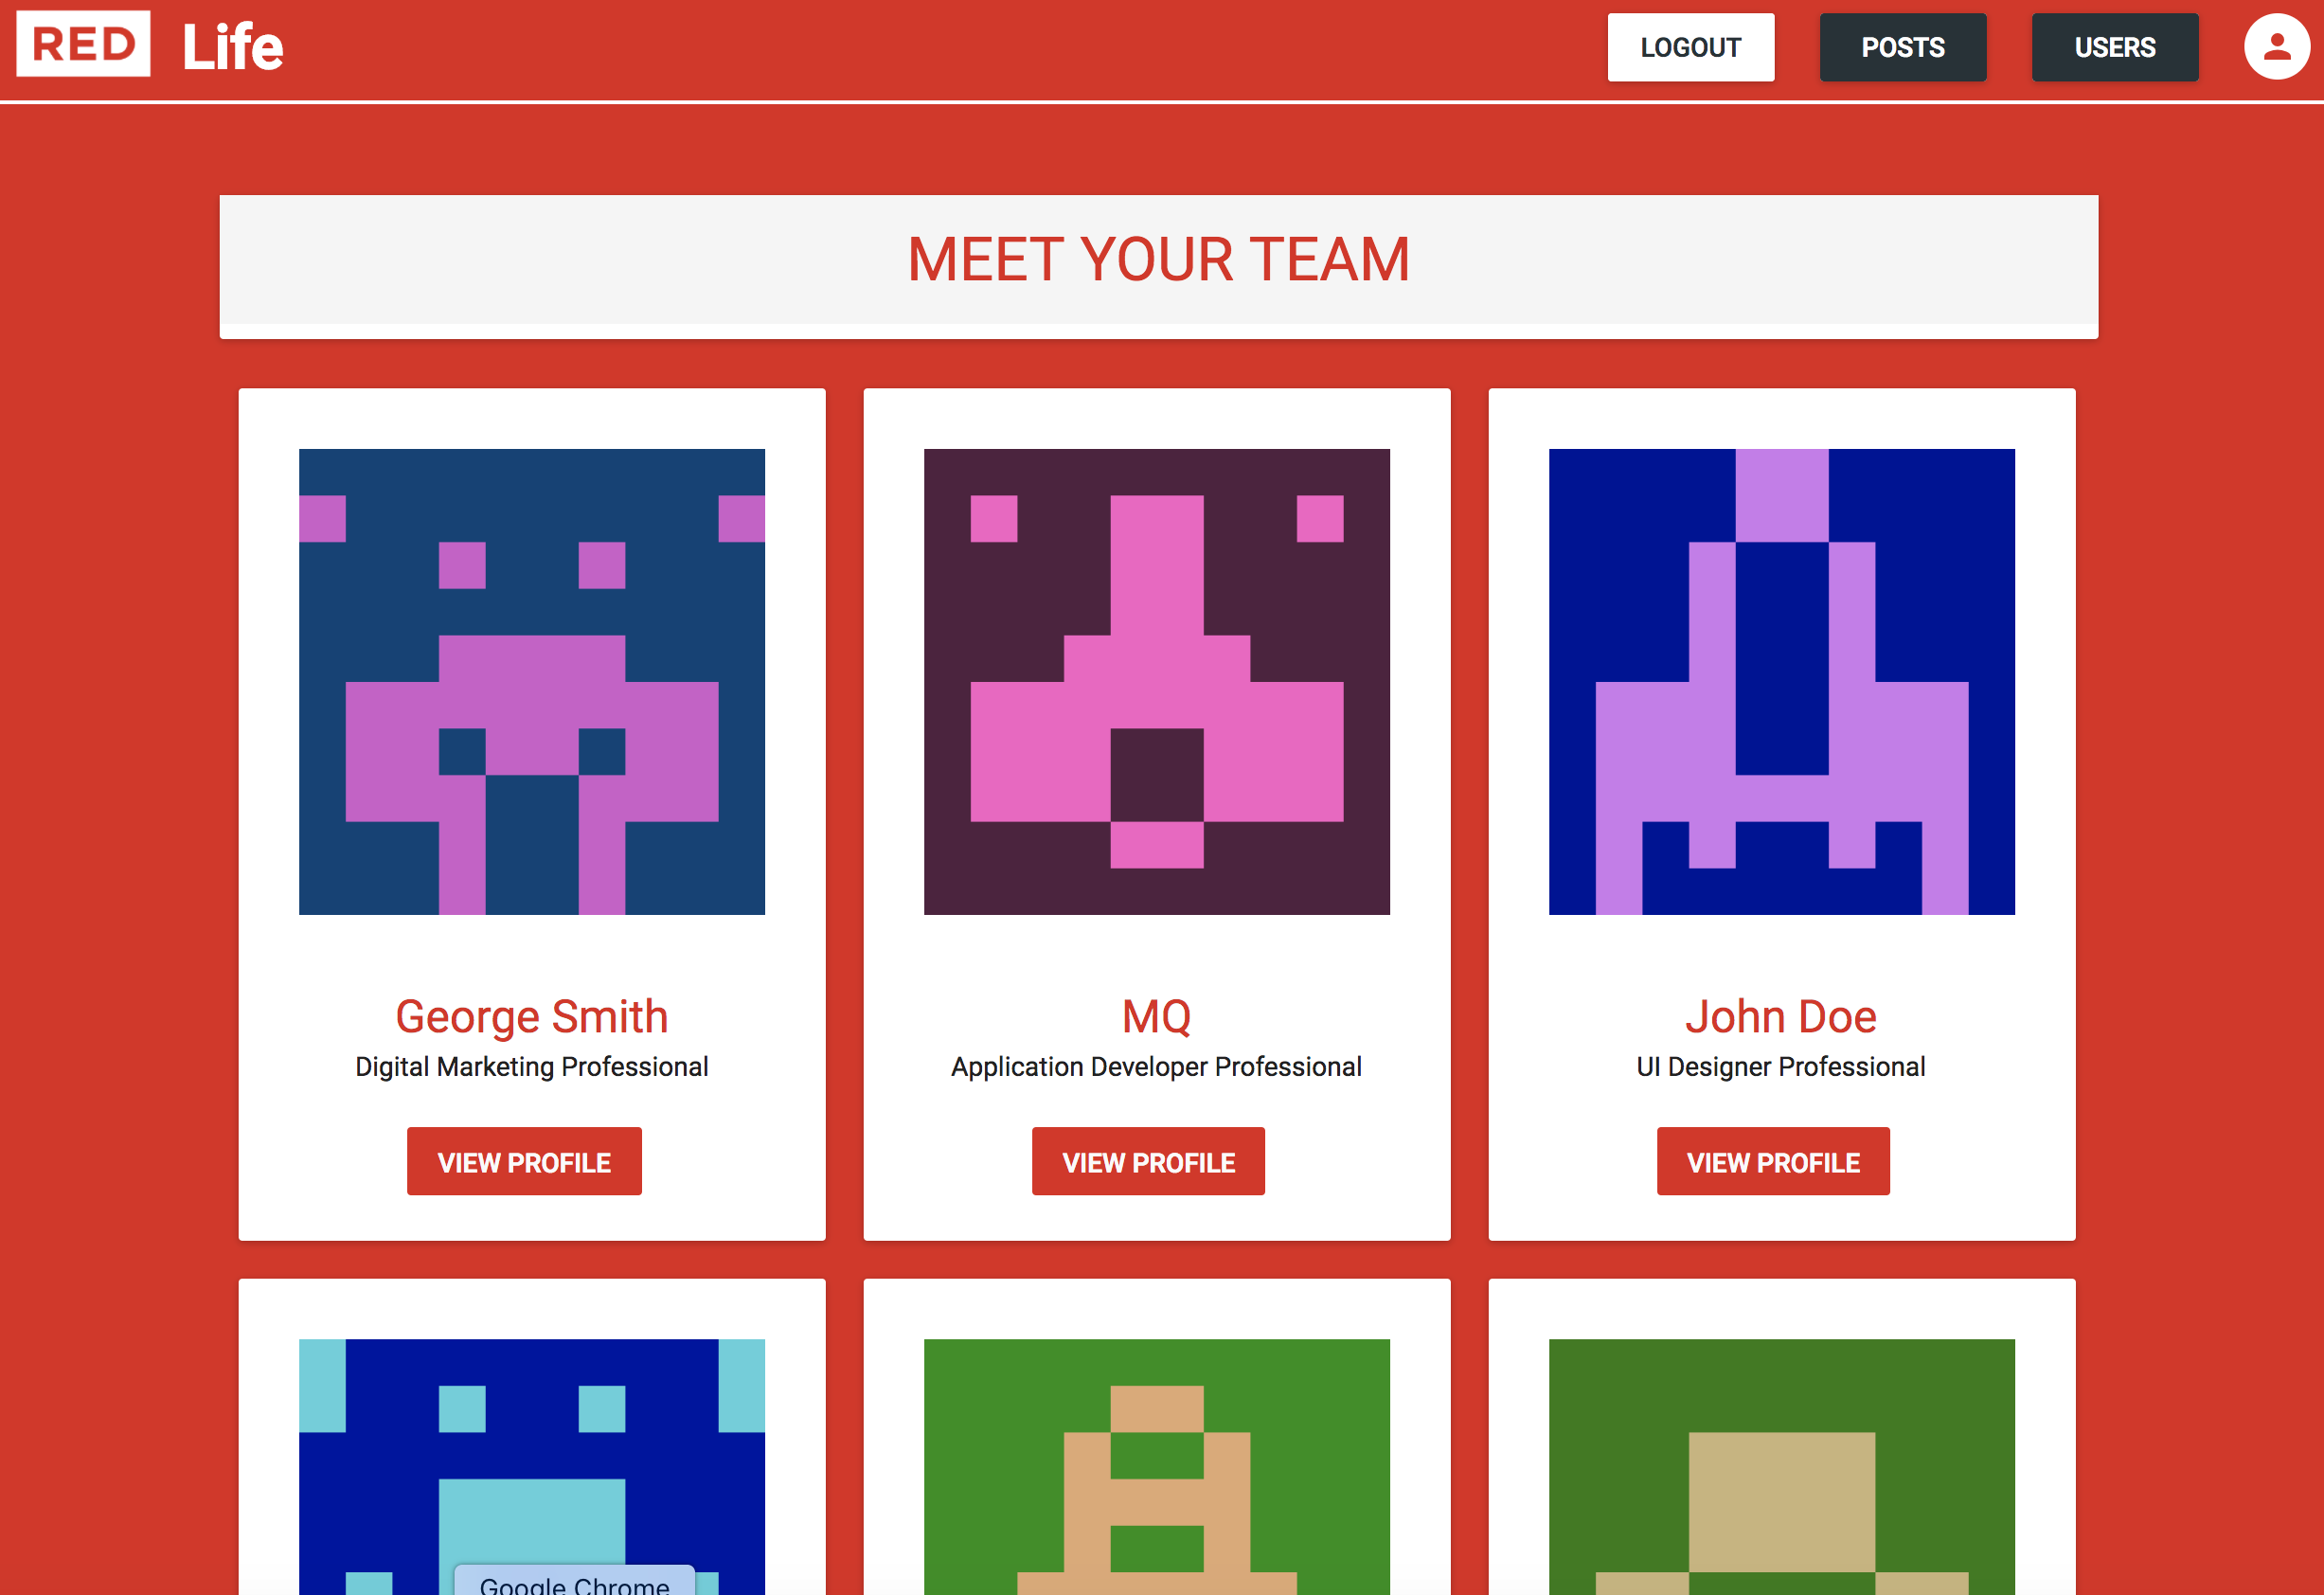 RED Life LOGOUT POSTS USERS
MEET YOUR TEAM
George Smith
Digital Marketing Professional
VIEW PROFILE
MQ
Application Developer Professional
VIEW PROFILE
John Doe
UI Designer Professional
VIEW PROFILE
Google Chrome